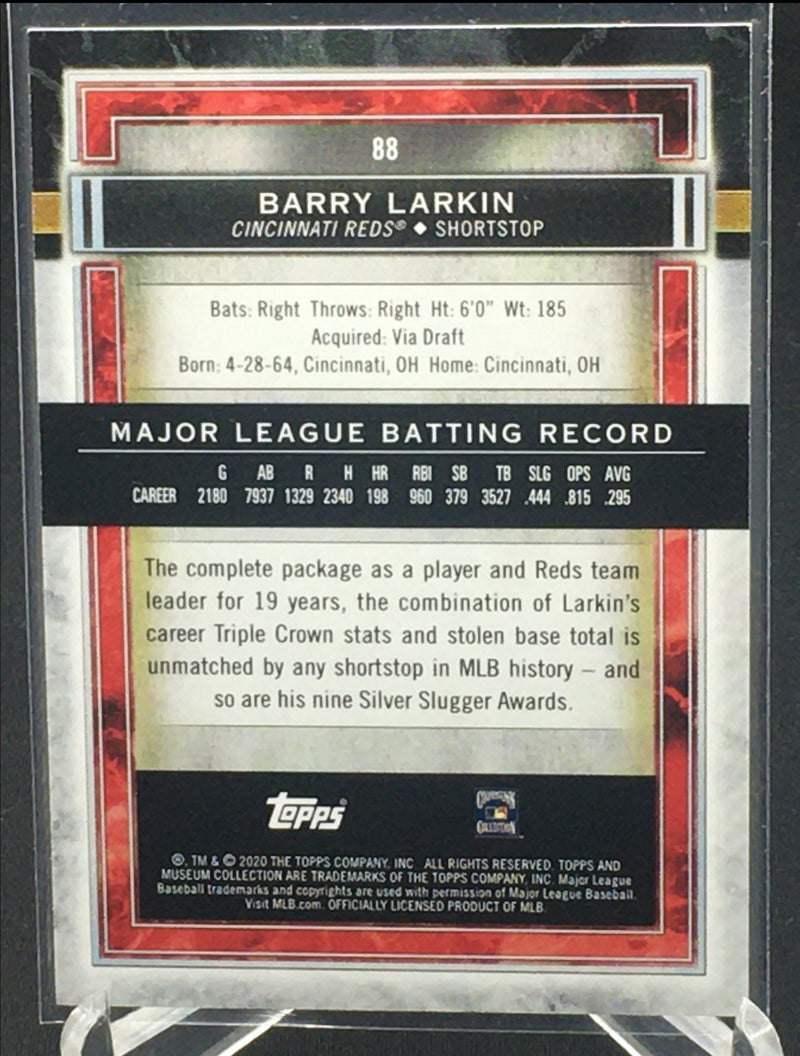 88
BARRY LARKIN
CINCINNATI REDS® ◆ SHORTSTOP
Bats: Right Throws: Right Ht: 6'0" Wt: 185
Acquired: Via Draft
Born: 4-28-64, Cincinnati, OH Home: Cincinnati, OH
MAJOR LEAGUE BATTING RECORD
G AB R H HR RBI SB TB SLG OPS AVG
CAREER 2180 7937 1329 2340 198 960 379 3527 .444 .815 .295
The complete package as a player and Reds team
leader for 19 years, the combination of Larkin's
career Triple Crown stats and stolen base total is
unmatched by any shortstop in MLB history – and
so are his nine Silver Slugger Awards.
topps®
COOPERSTOWN
COLLECTION
®, TM & © 2020 THE TOPPS COMPANY, INC. ALL RIGHTS RESERVED. TOPPS AND
MUSEUM COLLECTION ARE TRADEMARKS OF THE TOPPS COMPANY, INC. Major League
Baseball trademarks and copyrights are used with permission of Major League Baseball.
Visit MLB.com. OFFICIALLY LICENSED PRODUCT OF MLB.